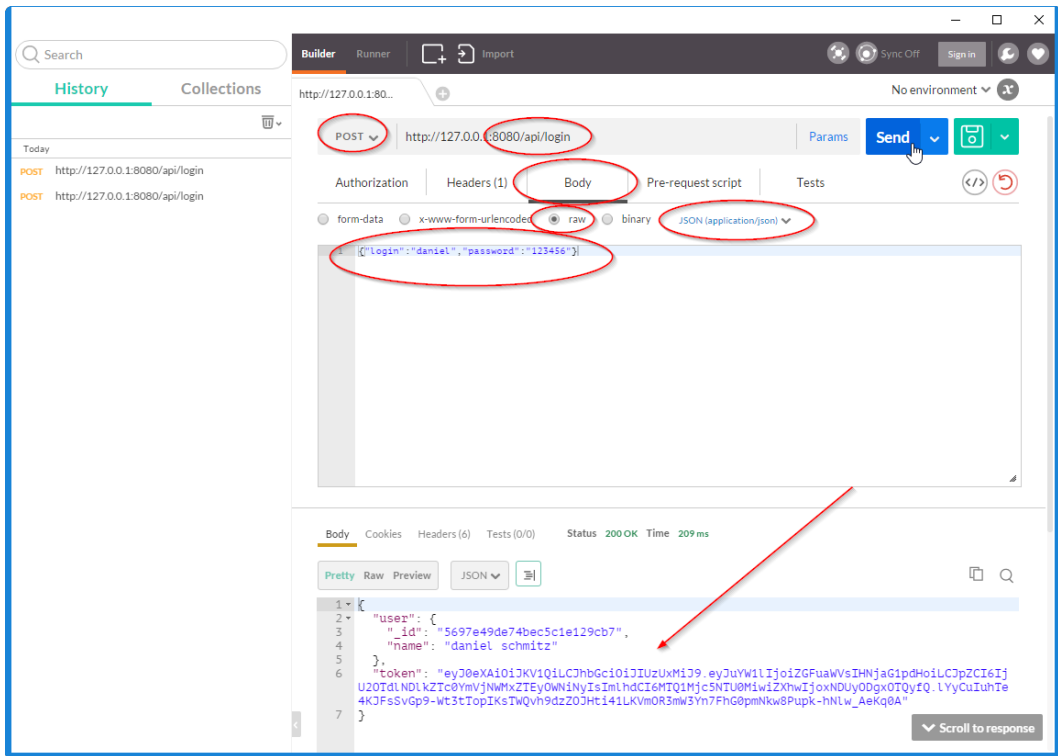 Search
History Collections
Today
POST http://127.0.0.1:8080/api/login
POST http://127.0.0.1:8080/api/login
Builder Runner Import Sync Off Sign in
http://127.0.0.1:80... No environment
POST http://127.0.0.1:8080/api/login Params Send
Authorization Headers (1) Body Pre-request script Tests
form-data x-www-form-urlencoded raw binary JSON (application/json)
1 {"login":"daniel","password":"123456"}
Body Cookies Headers (6) Tests (0/0) Status 200 OK Time 209 ms
Pretty Raw Preview JSON
1 {
2 "user": {
3 "_id": "5697e49de74bec5c1e129cb7",
4 "name": "daniel schmitz"
5 },
6 "token": "eyJ0eXAiOiJKV1QiLCJhbGciOiJIUzUxMiJ9.eyJuYW1lIjoiZGFuaWVsIHNjaG1pdHoiLCJpZCI6Ij
U2OTdlNDlkZTc0YmVjNWMxZTEyOWNiNyIsImlhdCI6MTQ1Mjc5NTU0MiwiZXhwIjoxNDUyODgxOTQyfQ.lYyCuIuhTe
4KJFsSvGp9-Wt3tTopIKsTWQvh9dzZOJHti41LKVmOR3mW3Yn7FhG0pmNkw8Pupk-hNlw_AeKq0A"
7 }
Scroll to response